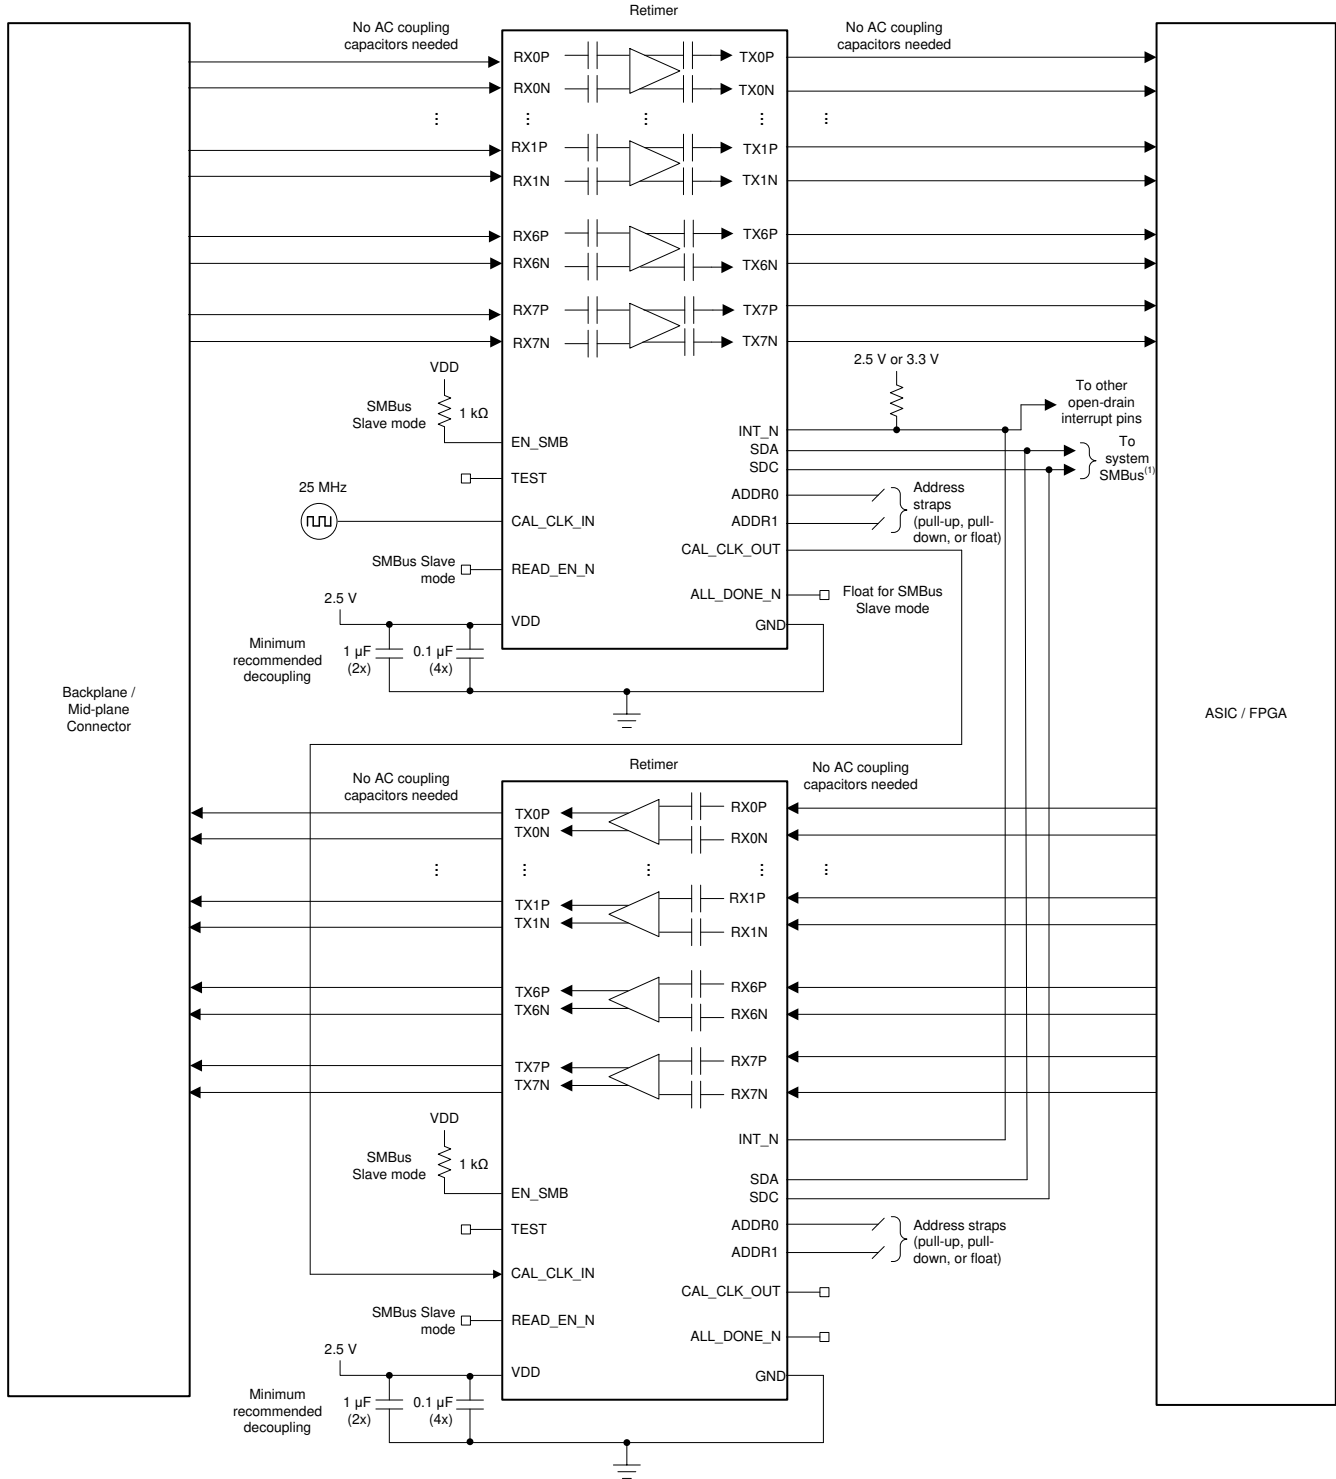 Retimer
No AC coupling
capacitors needed
No AC coupling
capacitors needed
RX0P
TX0P
RX0N
TX0N
RX1P
TX1P
RX1N
TX1N
RX6P
TX6P
RX6N
TX6N
RX7P
TX7P
RX7N
TX7N
VDD
SMBus
Slave mode
1 kΩ
EN_SMB
TEST
25 MHz
CAL_CLK_IN
SMBus Slave
mode
READ_EN_N
2.5 V
VDD
Minimum
recommended
decoupling
1 µF
(2x)
0.1 µF
(4x)
2.5 V or 3.3 V
To other
open-drain
interrupt pins
INT_N
SDA
SDC
To
system
SMBus(1)
ADDR0
ADDR1
Address
straps
(pull-up, pull-
down, or float)
CAL_CLK_OUT
ALL_DONE_N
Float for SMBus
Slave mode
GND
Backplane /
Mid-plane
Connector
ASIC / FPGA
Retimer
No AC coupling
capacitors needed
No AC coupling
capacitors needed
TX0P
RX0P
TX0N
RX0N
TX1P
RX1P
TX1N
RX1N
TX6P
RX6P
TX6N
RX6N
TX7P
RX7P
TX7N
RX7N
VDD
SMBus
Slave mode
1 kΩ
EN_SMB
TEST
CAL_CLK_IN
SMBus Slave
mode
READ_EN_N
2.5 V
VDD
Minimum
recommended
decoupling
1 µF
(2x)
0.1 µF
(4x)
INT_N
SDA
SDC
ADDR0
ADDR1
Address straps
(pull-up, pull-
down, or float)
CAL_CLK_OUT
ALL_DONE_N
GND